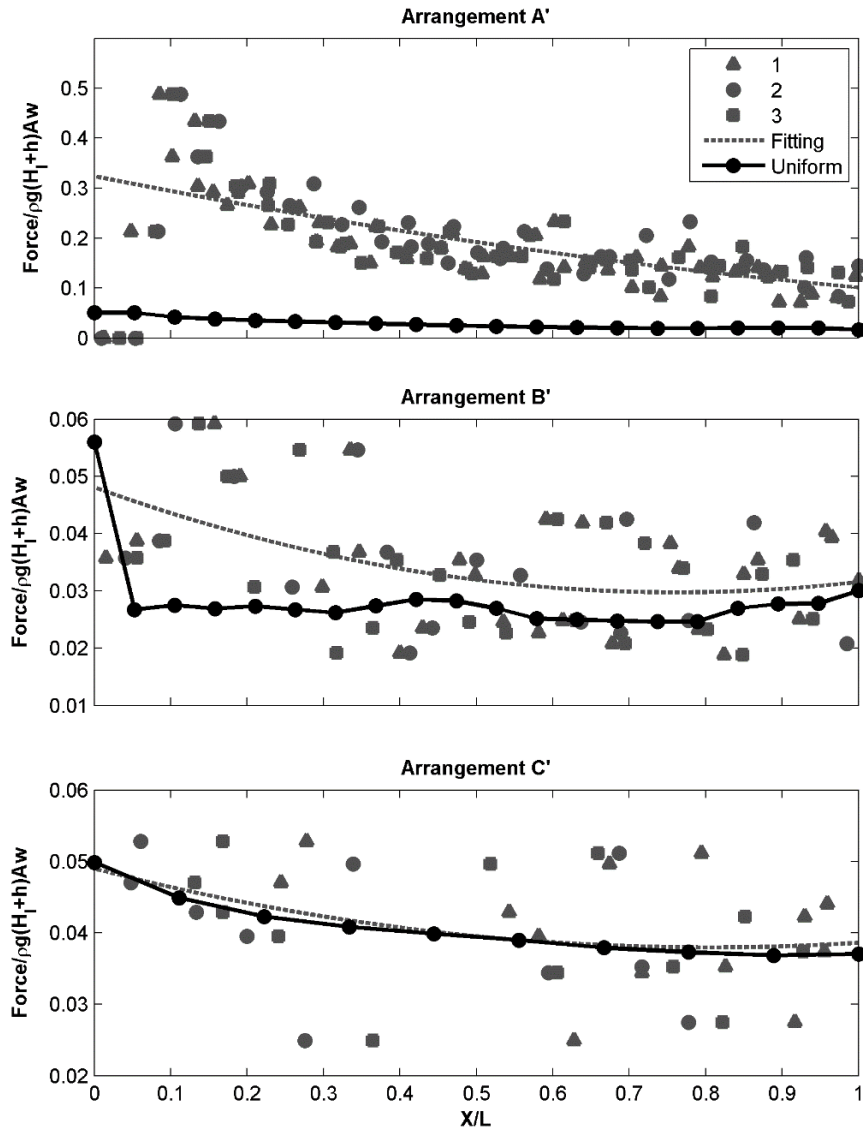 Arrangement A'
0.5
0.4
0.3
0.2
0.1
0
Force/ρg(H_I+h)Aw
1
2
3
Fitting
Uniform
Arrangement B'
0.06
0.05
0.04
0.03
0.02
0.01
Force/ρg(H_I+h)Aw
Arrangement C'
0.06
0.05
0.04
0.03
0.02
Force/ρg(H_I+h)Aw
0 0.1 0.2 0.3 0.4 0.5 0.6 0.7 0.8 0.9 1
X/L